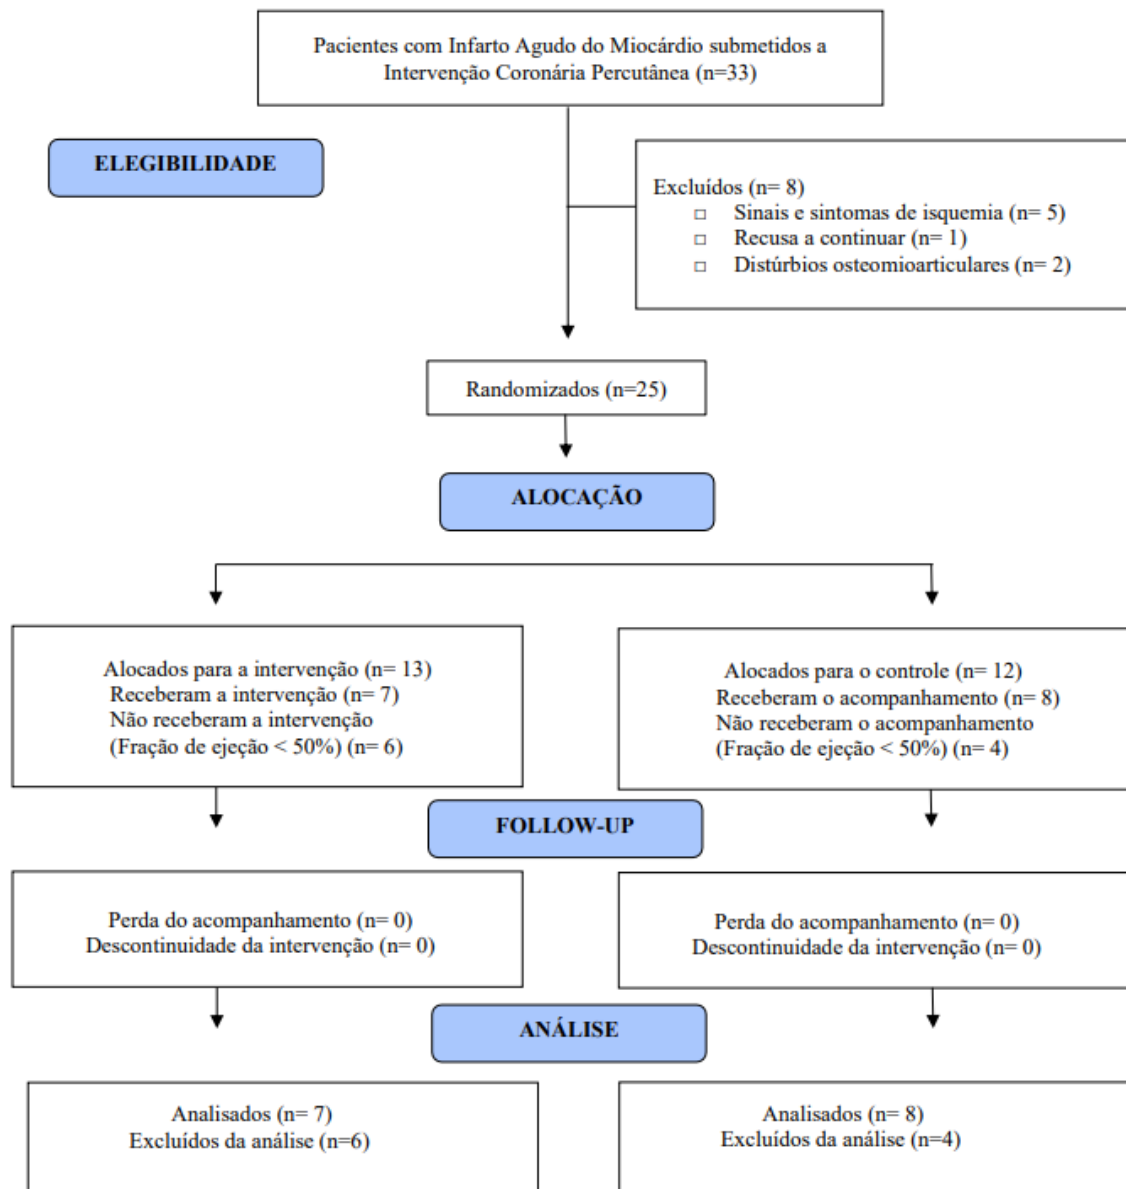 Pacientes com Infarto Agudo do Miocárdio submetidos a
Intervenção Coronária Percutânea (n=33)
ELEGIBILIDADE
Excluídos (n= 8)
□ Sinais e sintomas de isquemia (n= 5)
□ Recusa a continuar (n= 1)
□ Distúrbios osteomioarticulares (n= 2)
Randomizados (n=25)
ALOCAÇÃO
Alocados para a intervenção (n= 13)
Receberam a intervenção (n= 7)
Não receberam a intervenção
(Fração de ejeção < 50%) (n= 6)
Alocados para o controle (n= 12)
Receberam o acompanhamento (n= 8)
Não receberam o acompanhamento
(Fração de ejeção < 50%) (n= 4)
FOLLOW-UP
Perda do acompanhamento (n= 0)
Descontinuidade da intervenção (n= 0)
Perda do acompanhamento (n= 0)
Descontinuidade da intervenção (n= 0)
ANÁLISE
Analisados (n= 7)
Excluídos da análise (n=6)
Analisados (n= 8)
Excluídos da análise (n=4)